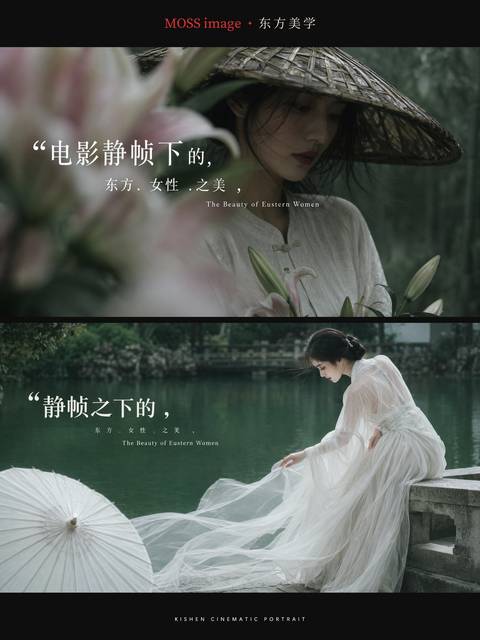 MOSS image · 东方美学
“电影静帧下的,
东方. 女性 .之美 ,
The Beauty of Eustern Women
“静帧之下的 ,
东 方 . 女 性 . 之 美 ,
The Beauty of Eustern Women
KISHEN CINEMATIC PORTRAIT